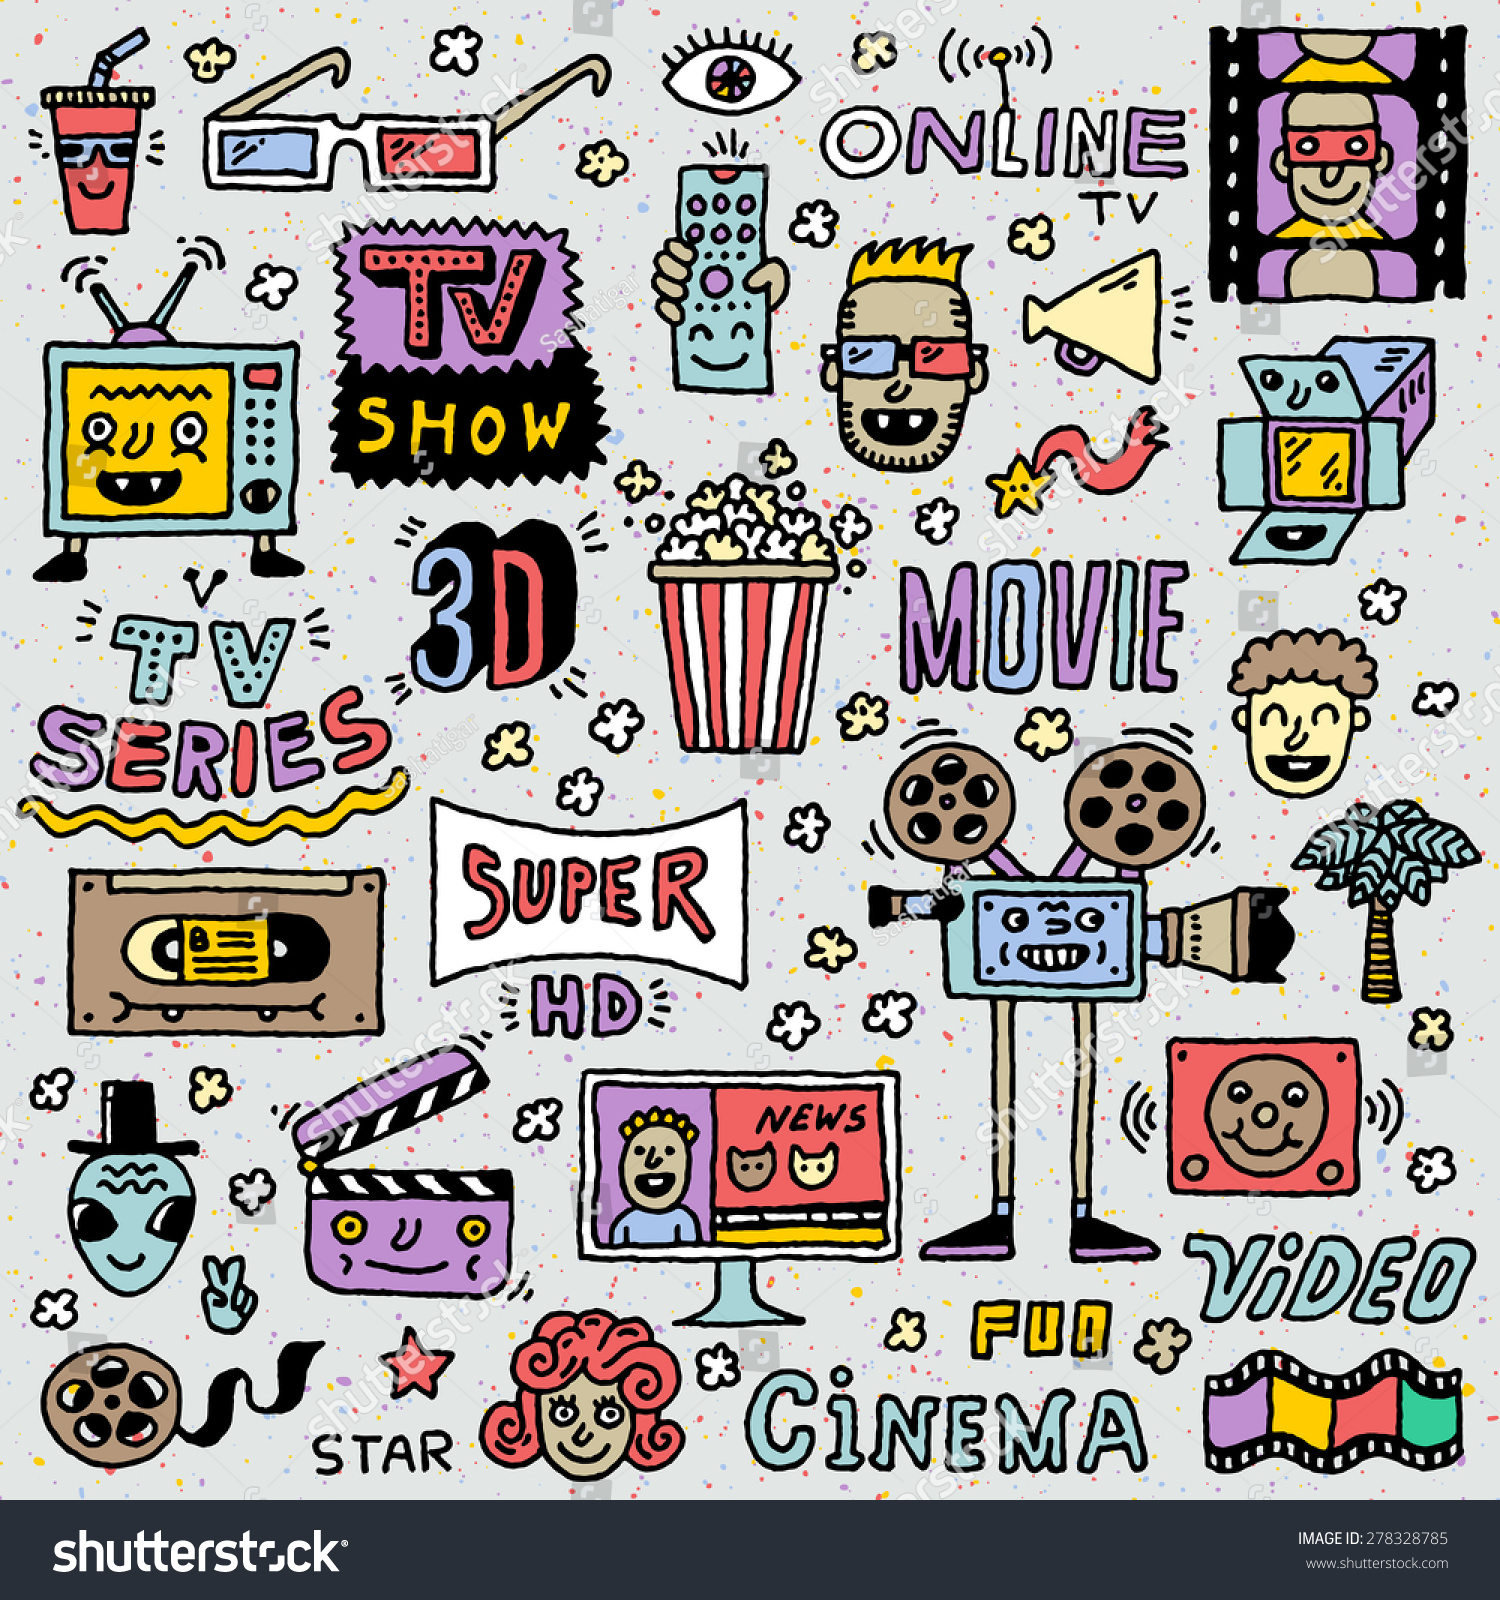 ONLINE
TV
TV
SHOW
3D
MOVIE
TV
SERIES
SUPER
HD
B
NEWS
VIDEO
FUN
STAR
CINEMA
shutterstock
Sashatigar
IMAGE ID: 278328785
www.shutterstock.com